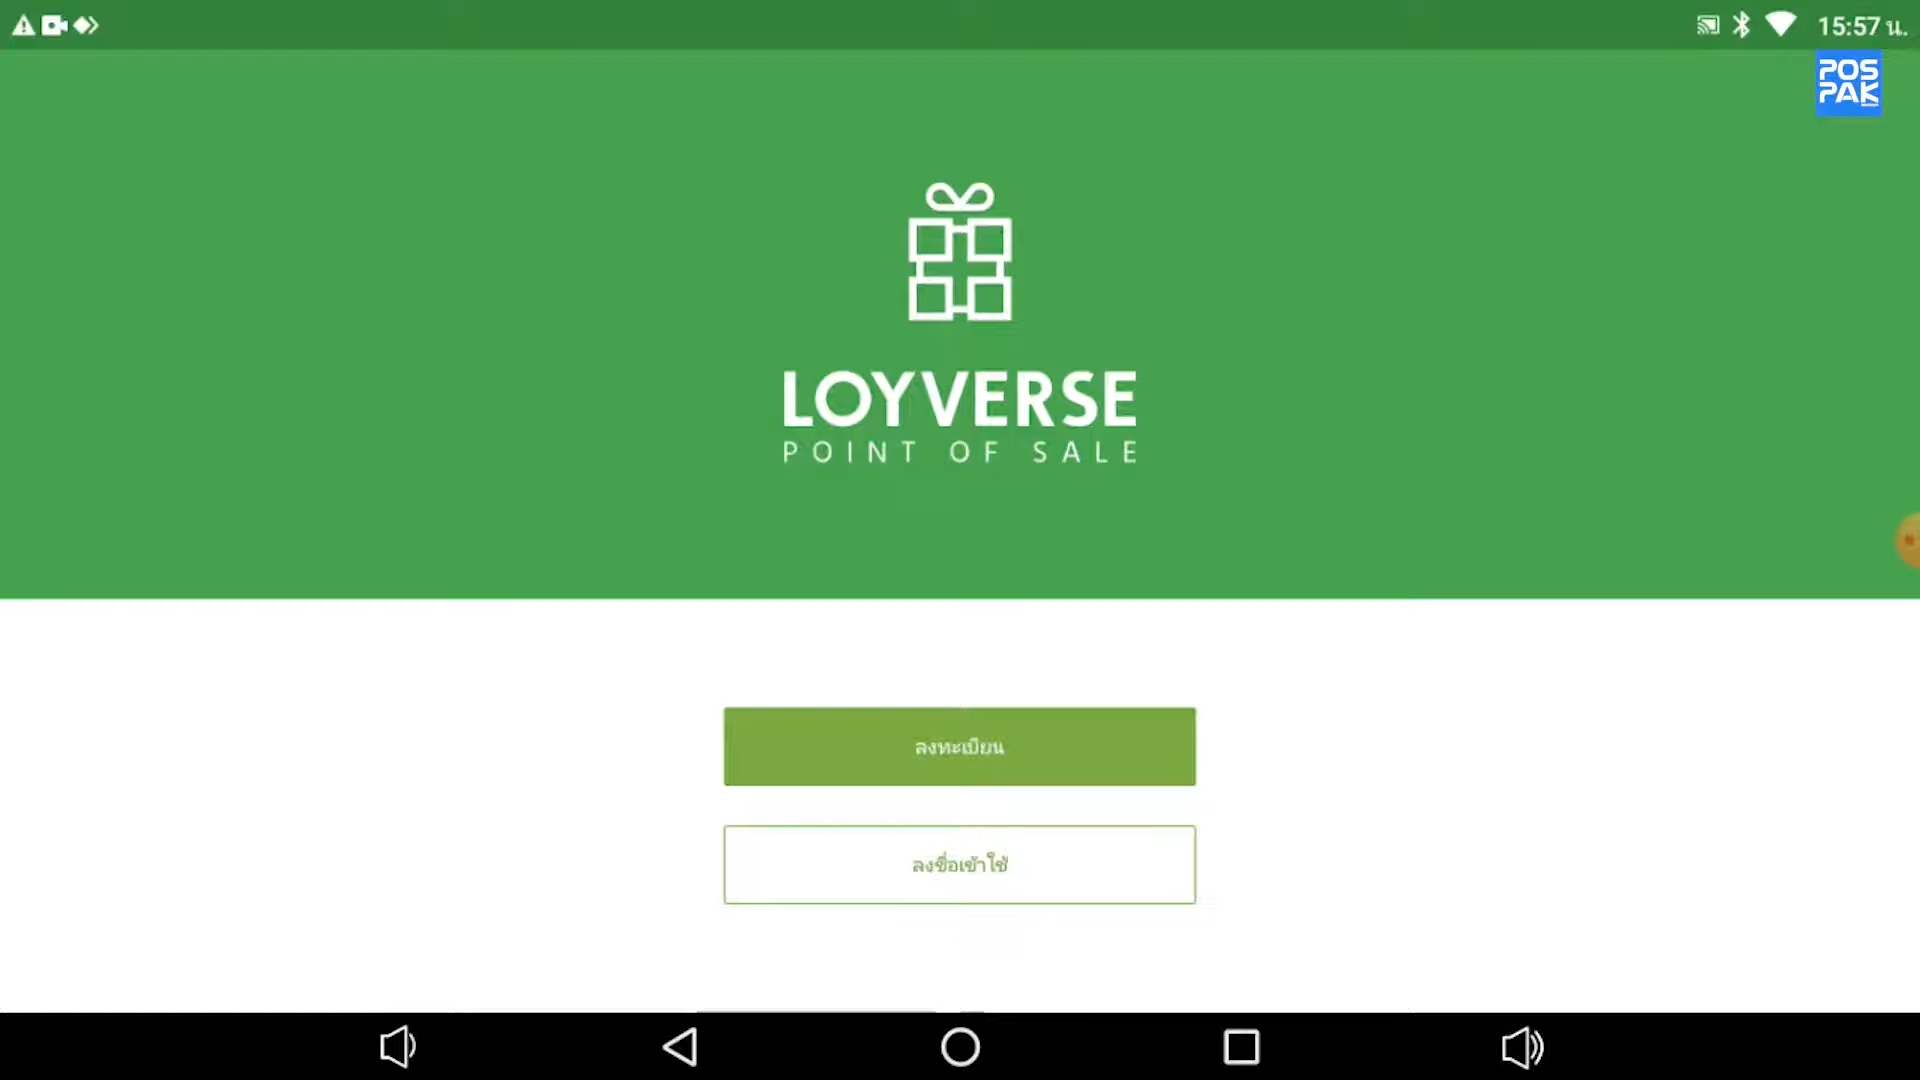 15:57 น.
POS
PAK
LOYVERSE
POINT OF SALE
ลงทะเบียน
ลงชื่อเข้าใช้